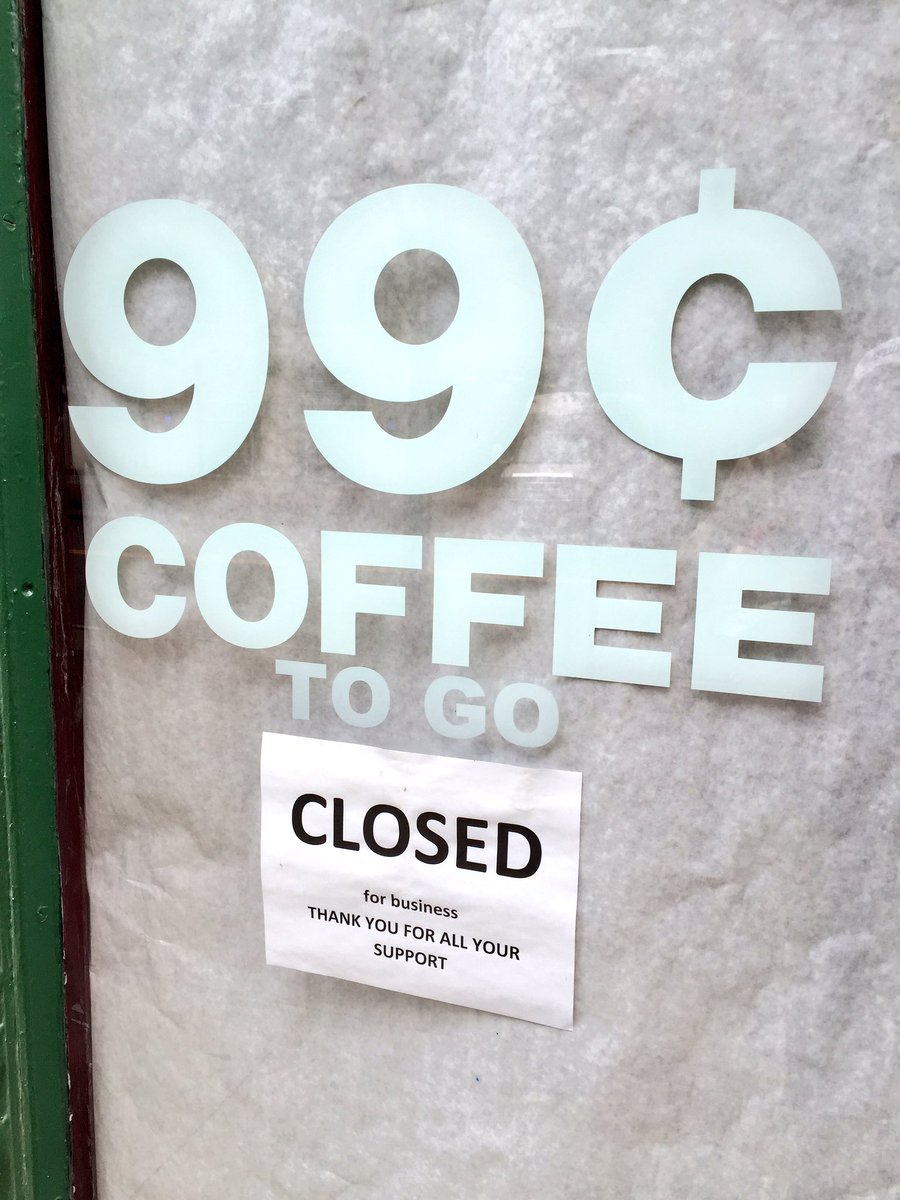 99¢
COFFEE
TO GO
CLOSED
for business
THANK YOU FOR ALL YOUR
SUPPORT